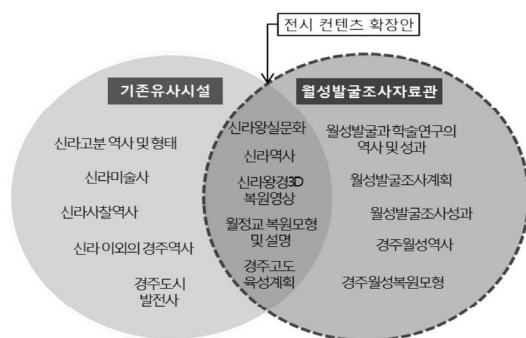 전시 컨텐츠 확장안
기존유사시설
신라고분 역사 및 형태
신라미술사
신라사찰역사
신라 이외의 경주역사
경주도시
발전사
신라왕실문화
신라역사
신라왕경3D
복원영상
월정교 복원모형
및 설명
경주고도
육성계획
월성발굴조사자료관
월성발굴과 학술연구의
역사 및 성과
월성발굴조사계획
월성발굴조사성과
경주월성역사
경주월성복원모형